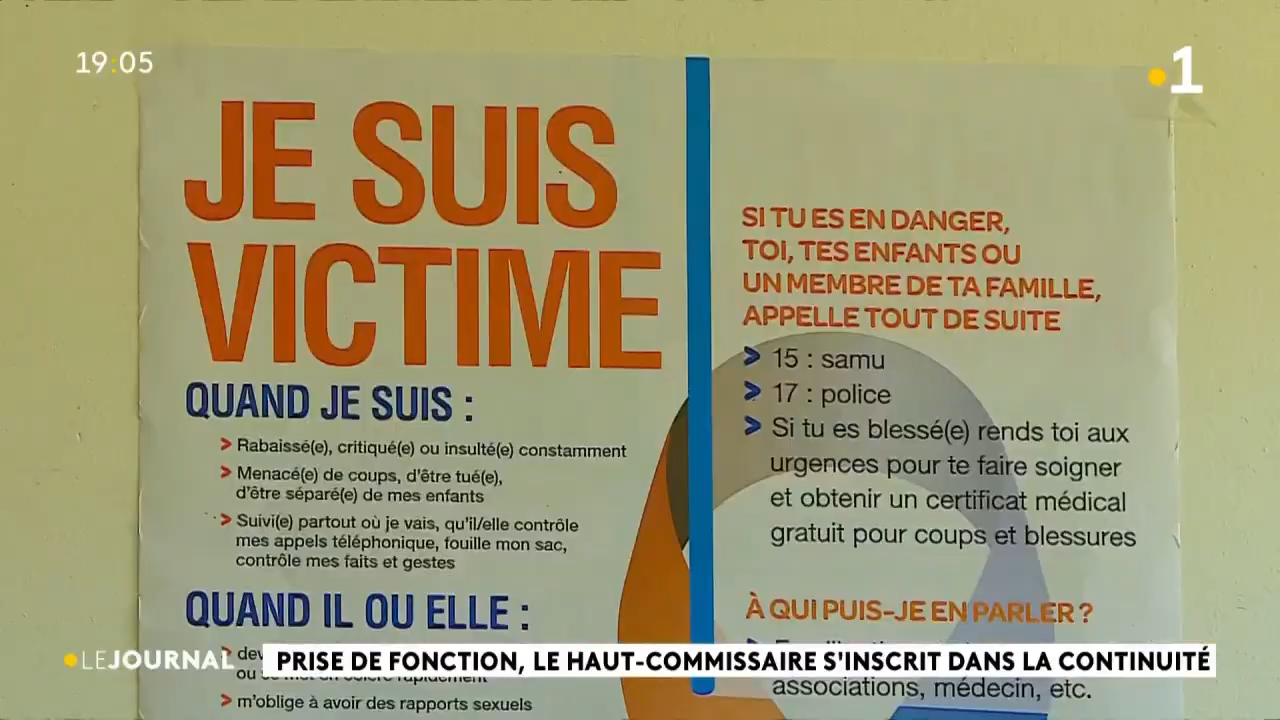 19:05
1
JE SUIS
VICTIME
QUAND JE SUIS :
> Rabaissé(e), critiqué(e) ou insulté(e) constamment
> Menacé(e) de coups, d'être tué(e),
d'être séparé(e) de mes enfants
> Suivi(e) partout où je vais, qu'il/elle contrôle
mes appels téléphonique, fouille mon sac,
contrôle mes faits et gestes
QUAND IL OU ELLE :
ou
> m'oblige à avoir des rapports sexuels
SI TU ES EN DANGER,
TOI, TES ENFANTS OU
UN MEMBRE DE TA FAMILLE,
APPELLE TOUT DE SUITE
> 15 : samu
> 17 : police
> Si tu es blessé(e) rends toi aux
urgences pour te faire soigner
et obtenir un certificat médical
gratuit pour coups et blessures
À QUI PUIS-JE EN PARLER ?
associations, médecin, etc.
LE JOURNAL
PRISE DE FONCTION, LE HAUT-COMMISSAIRE S'INSCRIT DANS LA CONTINUITÉ